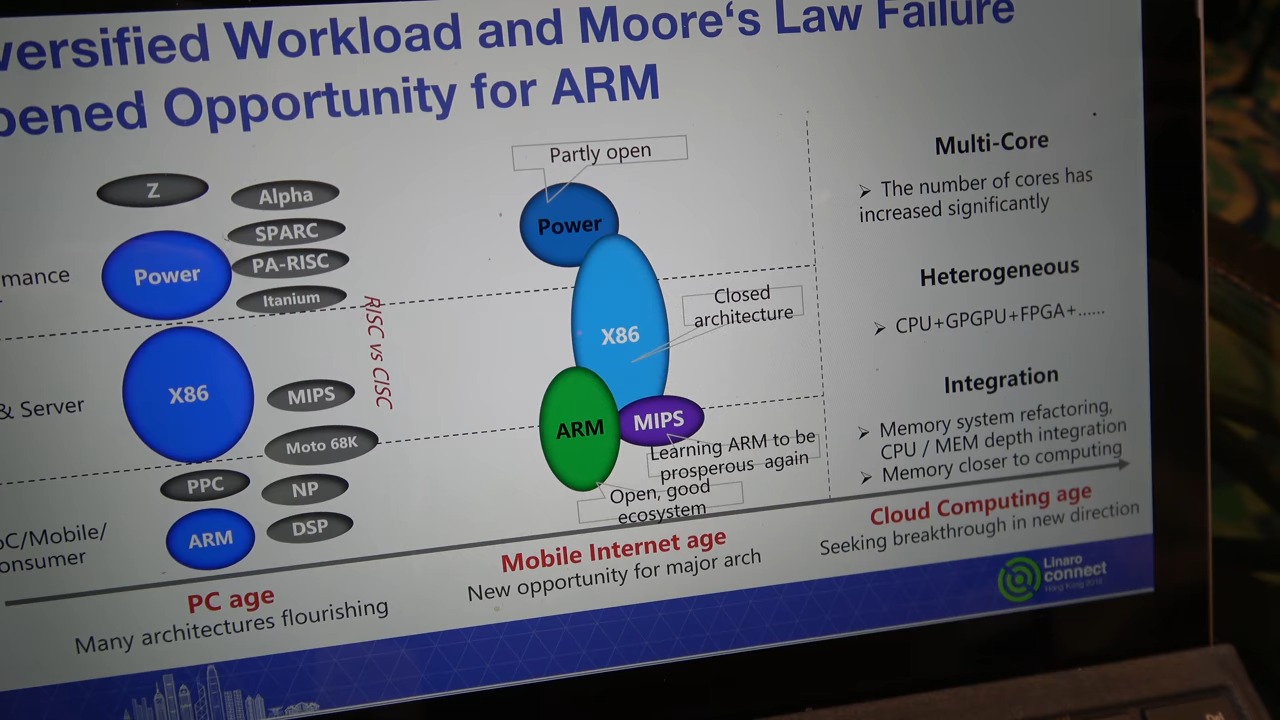 versified Workload and Moore‘s Law Failure
pened Opportunity for ARM
Z
Alpha
SPARC
Power
PA-RISC
mance
Itanium
RISC vs CISC
X86
MIPS
& Server
Moto 68K
PPC
NP
ARM
DSP
oC/Mobile/
onsumer
Partly open
Power
Closed
architecture
X86
ARM
MIPS
Learning ARM to be
prosperous again
Open, good
ecosystem
Multi-Core
➢ The number of cores has
increased significantly
Heterogeneous
➢ CPU+GPGPU+FPGA+......
Integration
➢ Memory system refactoring,
CPU / MEM depth integration
➢ Memory closer to computing
PC age
Many architectures flourishing
Mobile Internet age
New opportunity for major arch
Cloud Computing age
Seeking breakthrough in new direction
Linaro
connect
Hong Kong 2018